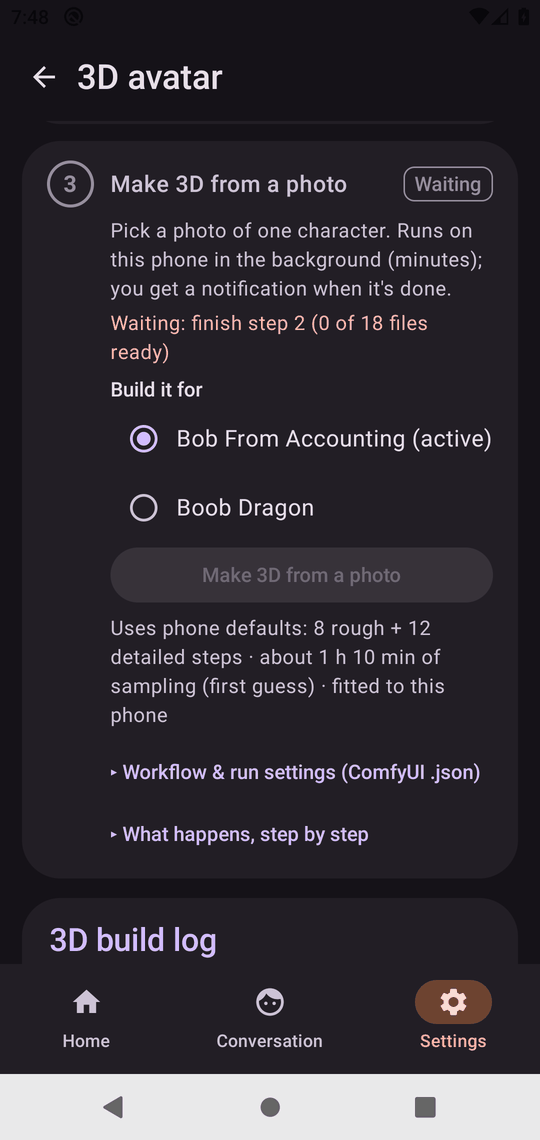 7:48
3D avatar
3
Make 3D from a photo
Waiting
Pick a photo of one character. Runs on
this phone in the background (minutes);
you get a notification when it's done.
Waiting: finish step 2 (0 of 18 files
ready)
Build it for
Bob From Accounting (active)
Boob Dragon
Make 3D from a photo
Uses phone defaults: 8 rough + 12
detailed steps · about 1 h 10 min of
sampling (first guess) · fitted to this
phone
▸ Workflow & run settings (ComfyUI .json)
▸ What happens, step by step
3D build log
Home
Conversation
Settings